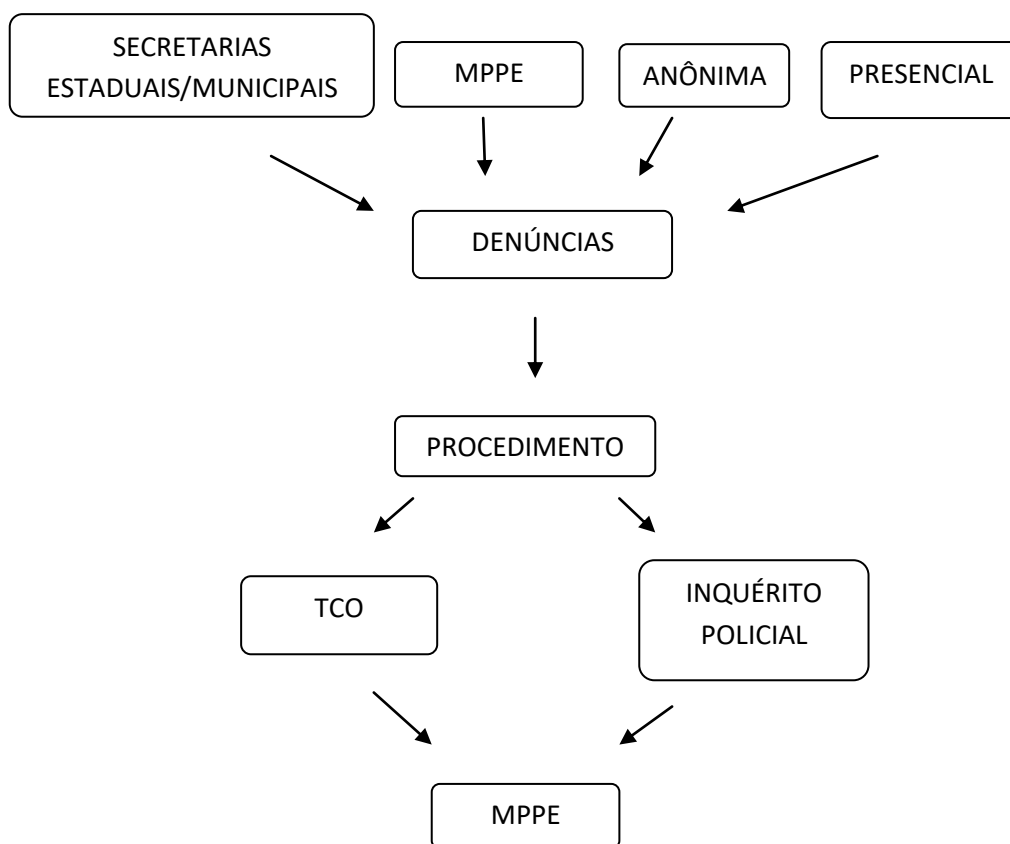 SECRETARIAS
ESTADUAIS/MUNICIPAIS
MPPE
ANÔNIMA
PRESENCIAL
DENÚNCIAS
PROCEDIMENTO
TCO
INQUÉRITO
POLICIAL
MPPE